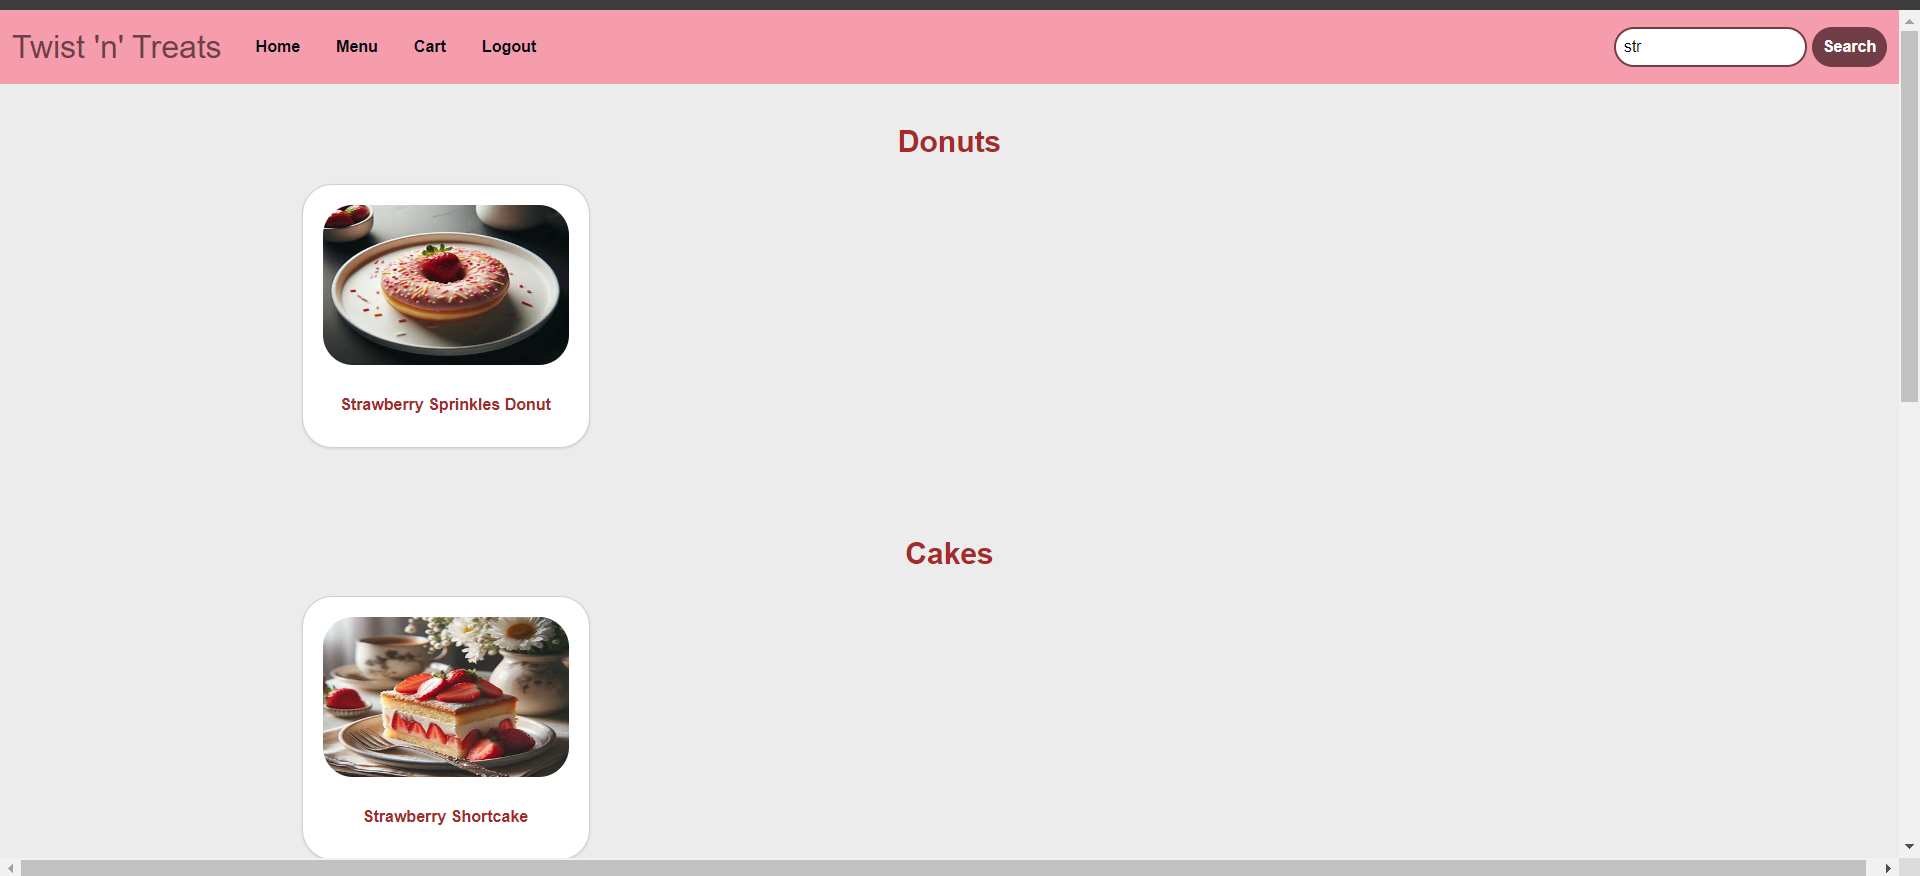 Twist 'n' Treats Home Menu Cart Logout str Search
Donuts
Strawberry Sprinkles Donut
Cakes
Strawberry Shortcake